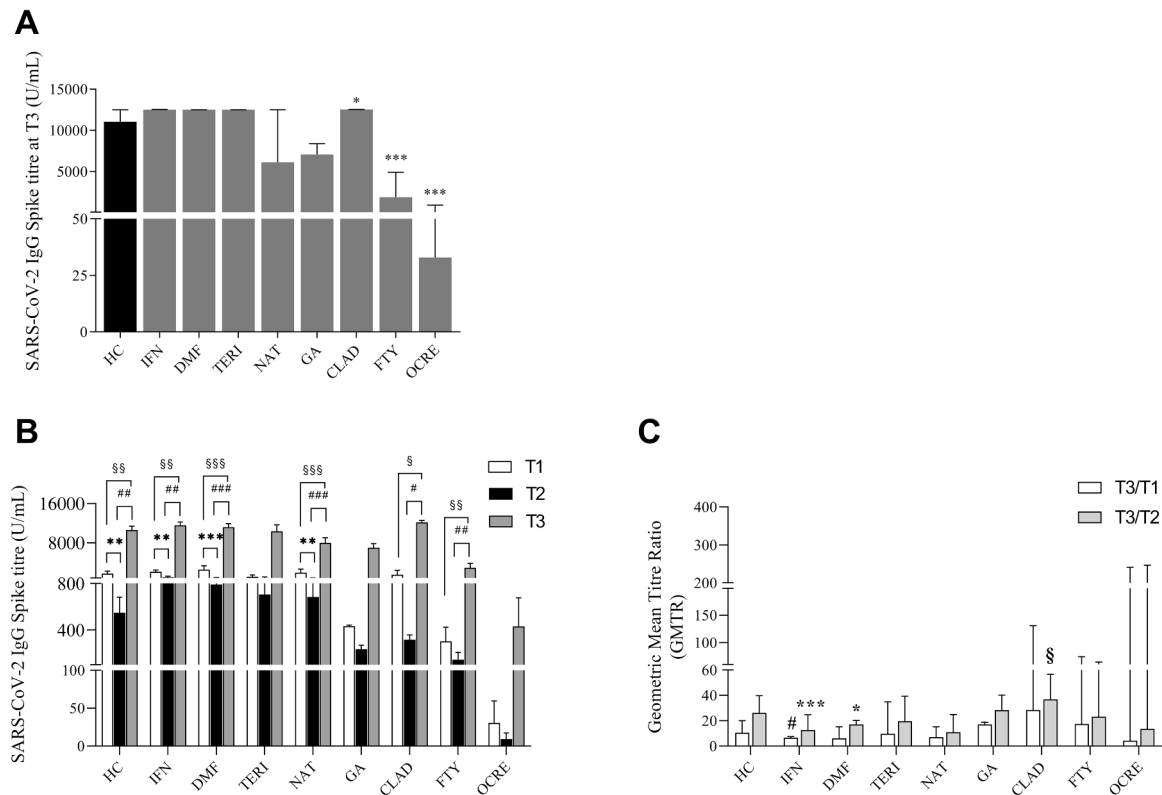 A
SARS-CoV-2 IgG Spike titre at T3 (U/mL)
15000
10000
5000
50
25
0
*
***
***
HC
IFN
DMF
TERI
NAT
GA
CLAD
FTY
OCRE
B
SARS-CoV-2 IgG Spike titre (U/mL)
16000
8000
800
400
100
50
0
§§
##
**
§§
##
**
§§§
###
***
§§§
###
**
§
#
§§
##
T1
T2
T3
HC
IFN
DMF
TERI
NAT
GA
CLAD
FTY
OCRE
C
Geometric Mean Titre Ratio
(GMTR)
400
300
200
100
60
40
20
0
#
***
*
§
T3/T1
T3/T2
HC
IFN
DMF
TERI
NAT
GA
CLAD
FTY
OCRE